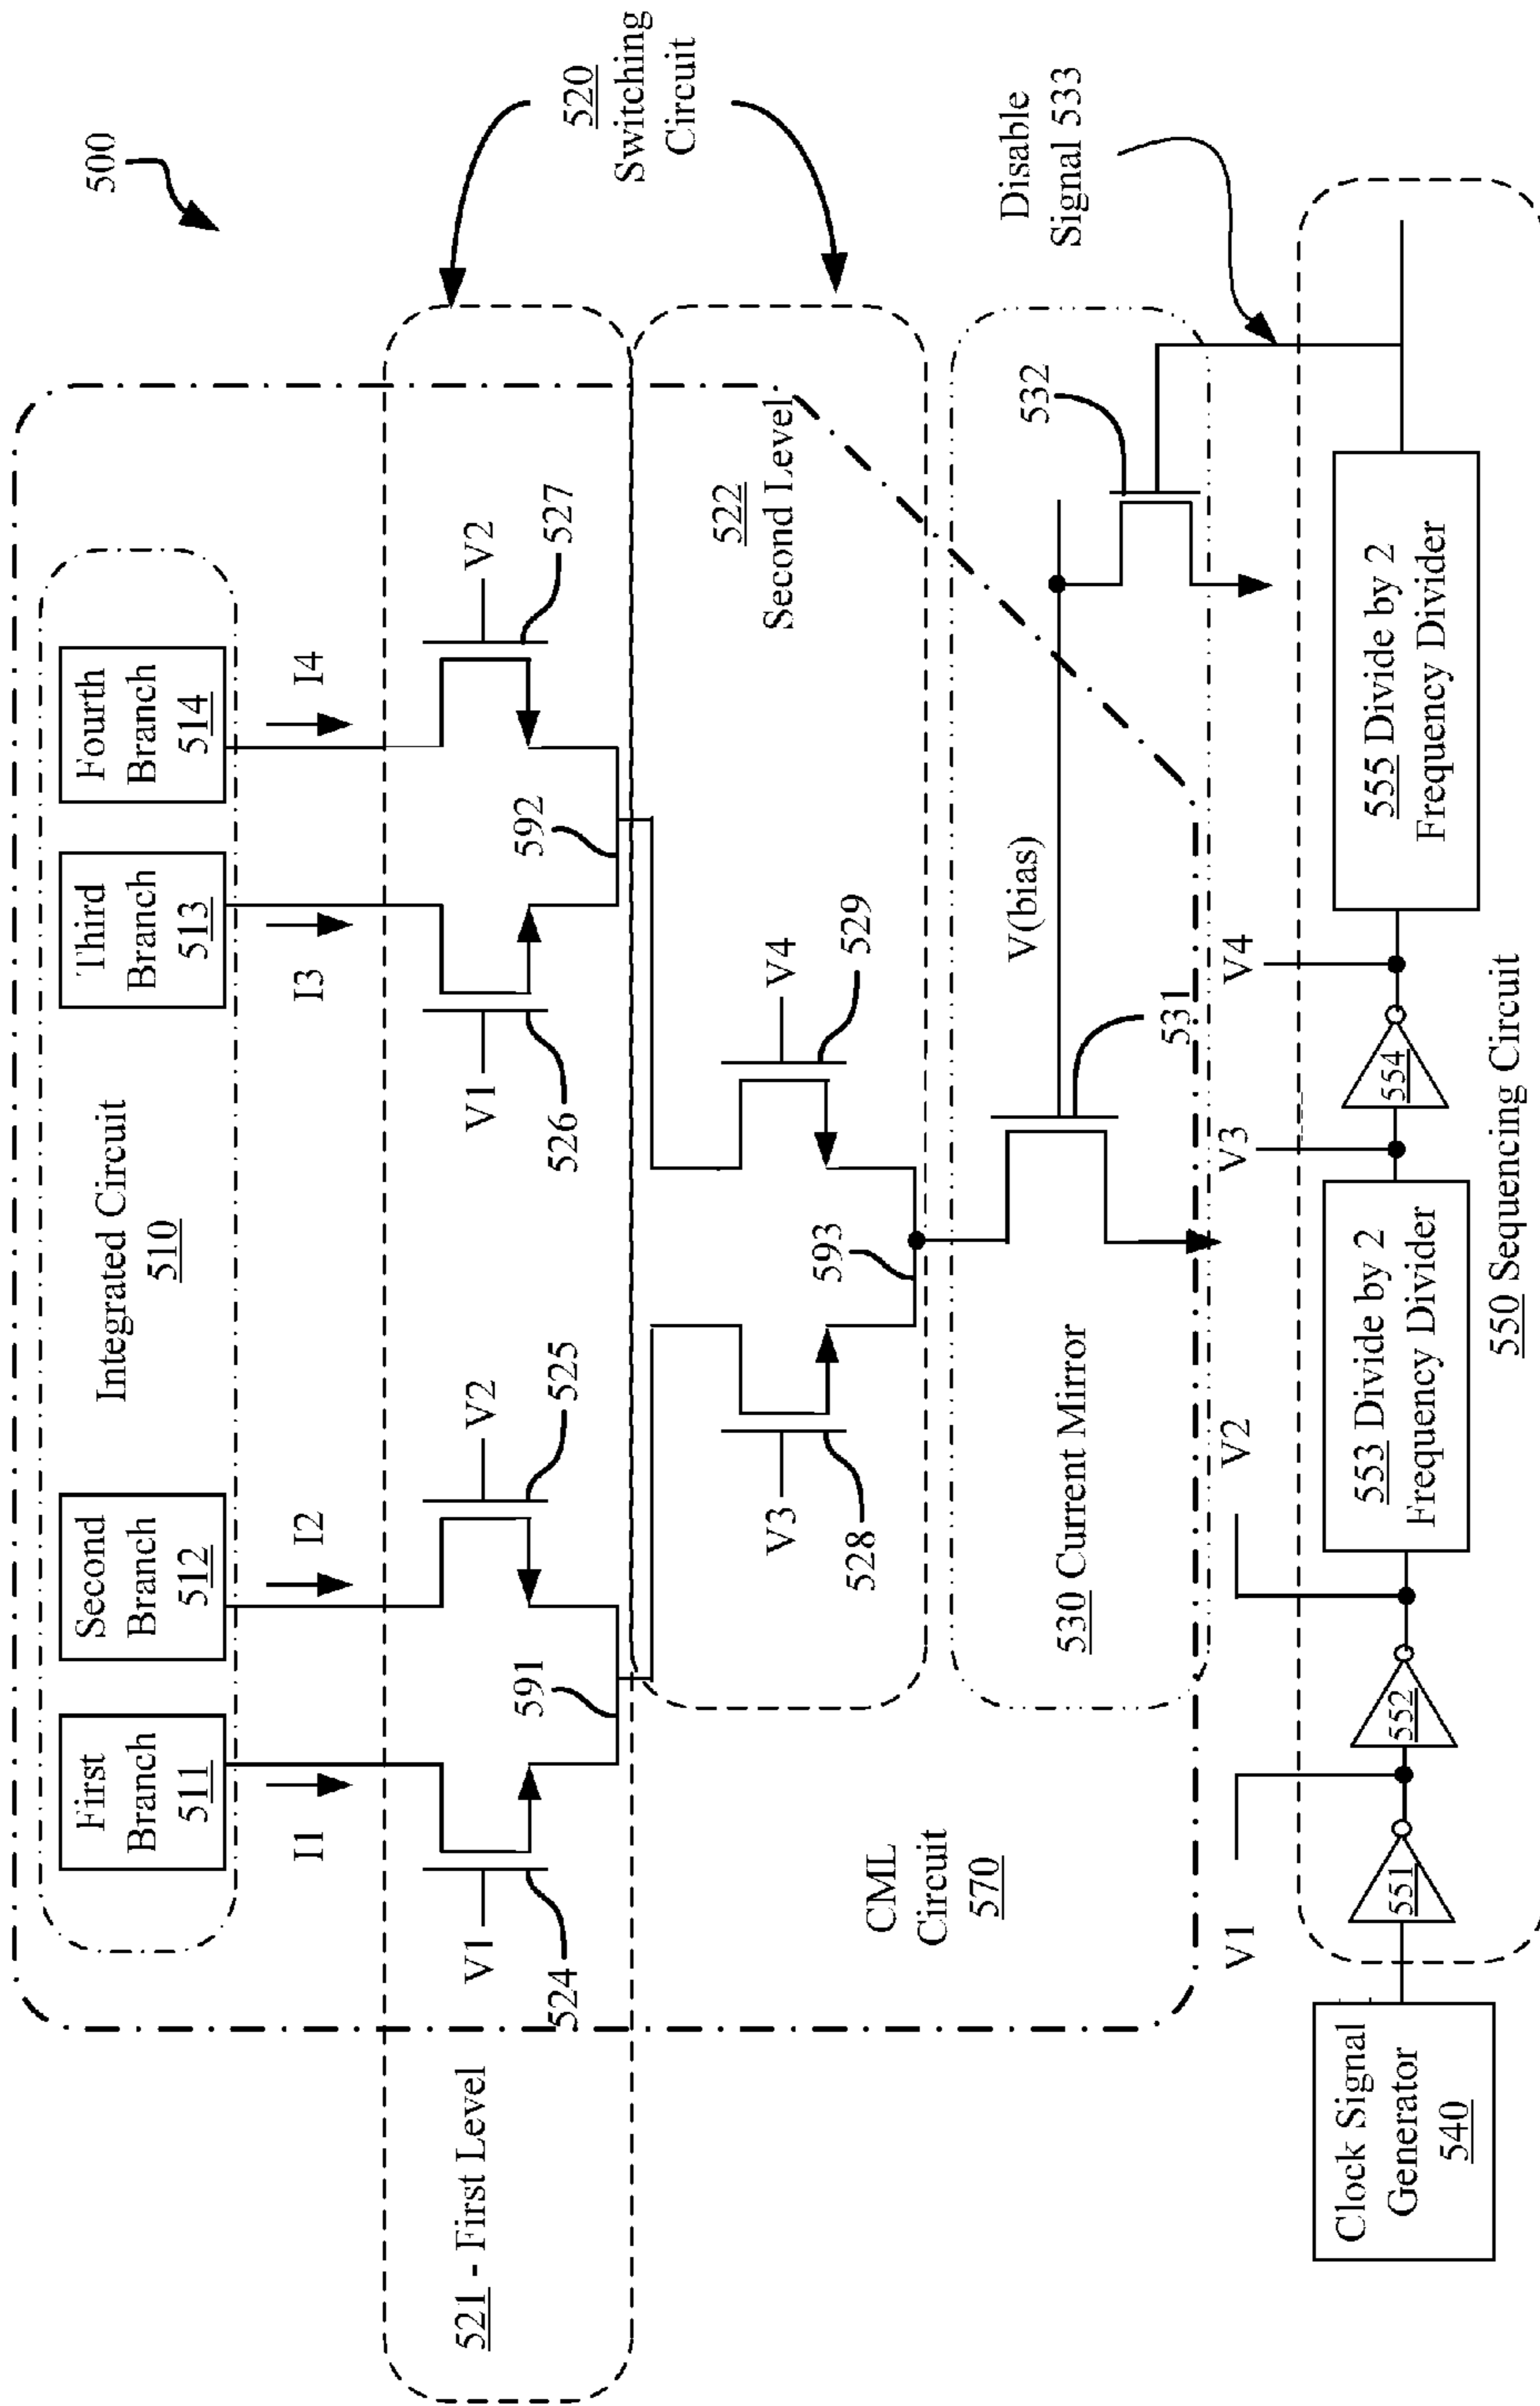 500
Integrated Circuit
510
First
Branch
511
Second
Branch
512
Third
Branch
513
Fourth
Branch
514
I1
I2
I3
I4
520
Switching
Circuit
521 - First Level
V1
524
V2
525
V1
526
V2
527
591
592
522
Second Level
V3
528
V4
529
593
CML
Circuit
570
530 Current Mirror
531
V(bias)
532
Disable
Signal 533
V1
V2
V3
V4
Clock Signal
Generator
540
551
552
553 Divide by 2
Frequency Divider
554
555 Divide by 2
Frequency Divider
550 Sequencing Circuit